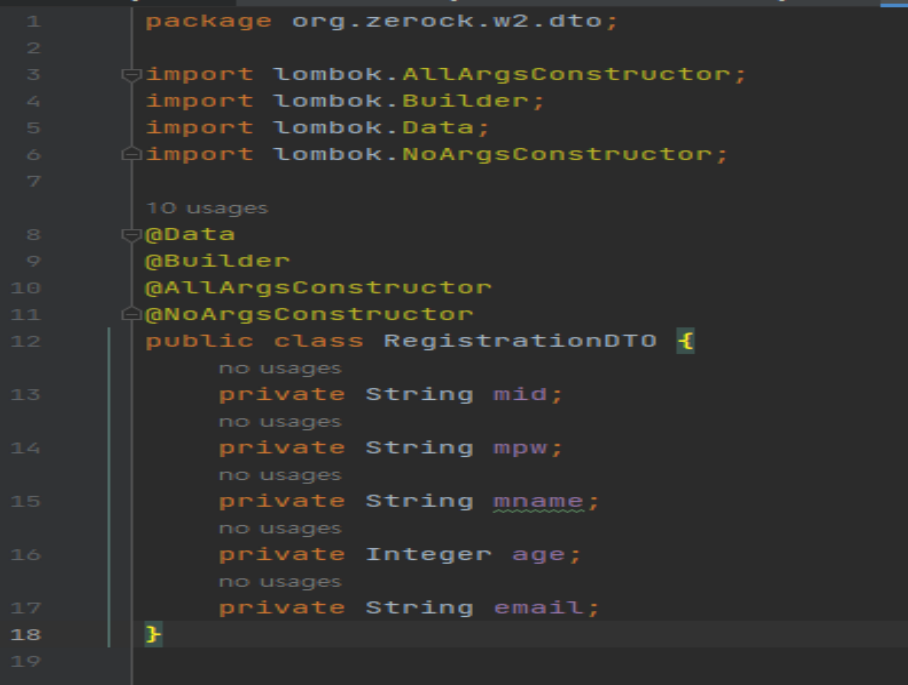 1 package org.zerock.w2.dto;
2
3 import lombok.AllArgsConstructor;
4 import lombok.Builder;
5 import lombok.Data;
6 import lombok.NoArgsConstructor;
7
10 usages
8 @Data
9 @Builder
10 @AllArgsConstructor
11 @NoArgsConstructor
12 public class RegistrationDTO {
no usages
13 private String mid;
no usages
14 private String mpw;
no usages
15 private String mname;
no usages
16 private Integer age;
no usages
17 private String email;
18 }
19